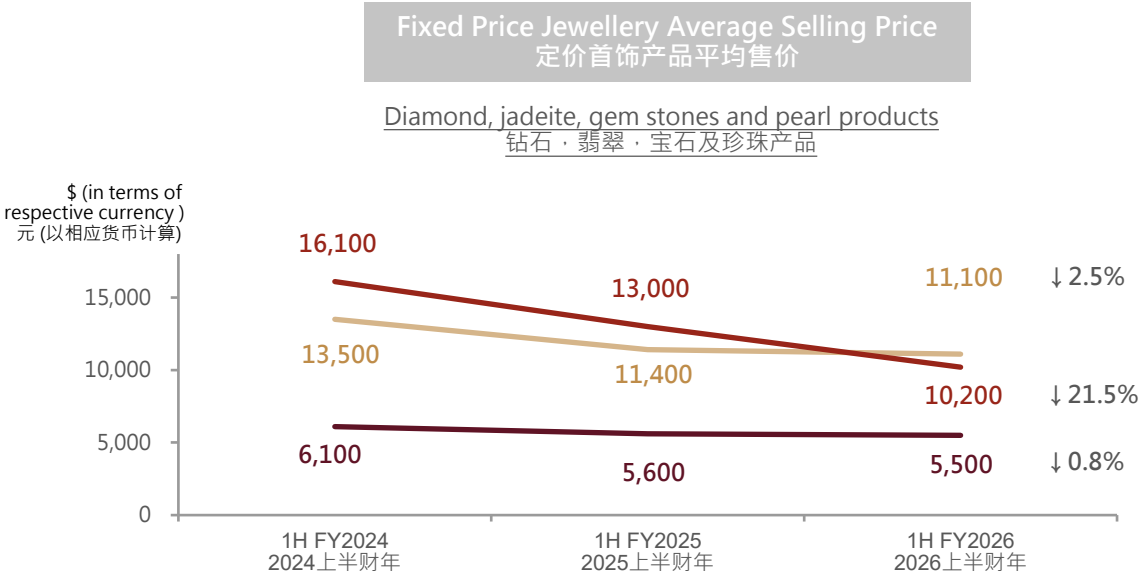 Fixed Price Jewellery Average Selling Price
定价首饰产品平均售价
Diamond, jadeite, gem stones and pearl products
钻石．翡翠．宝石及珍珠产品
$ (in terms of
respective currency )
元 (以相应货币计算)
16,100
13,000
11,100
↓ 2.5%
15,000
13,500
11,400
10,000
10,200
↓ 21.5%
5,000
6,100
5,600
5,500
↓ 0.8%
0
1H FY2024
2024上半财年
1H FY2025
2025上半财年
1H FY2026
2026上半财年